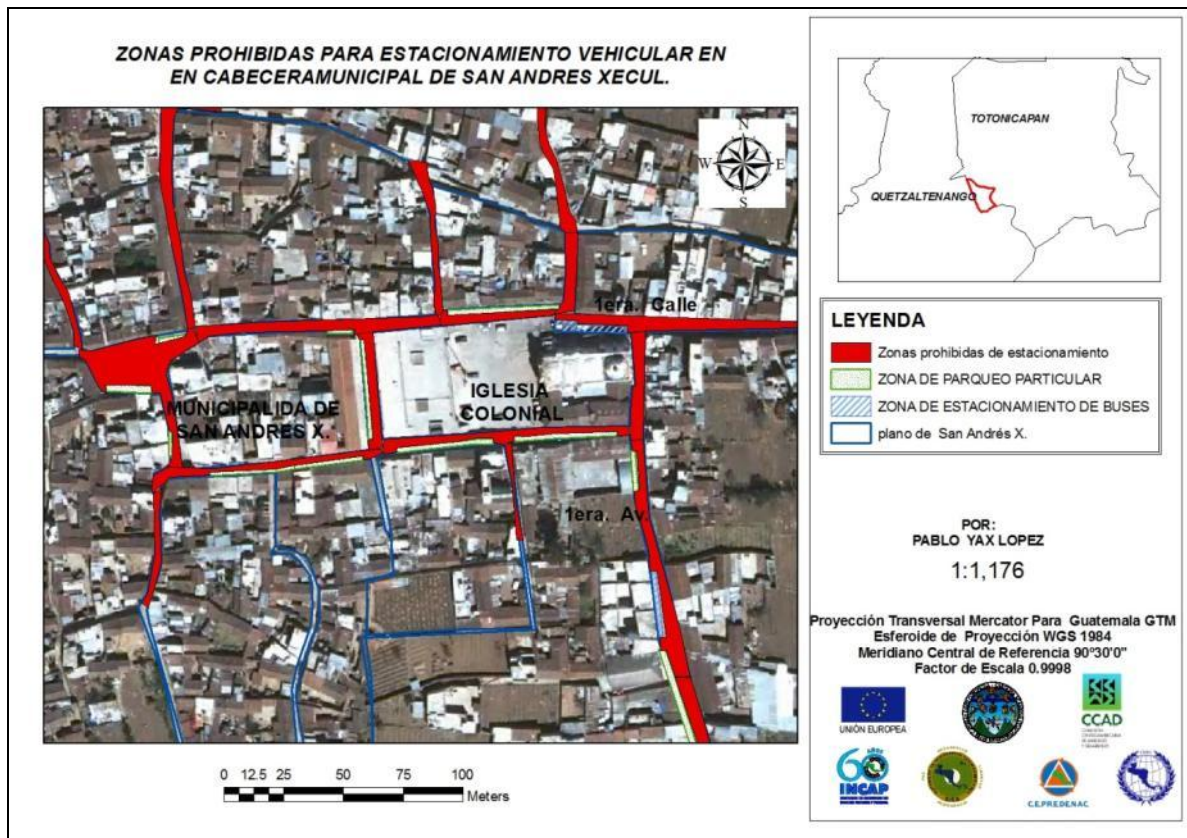 ZONAS PROHIBIDAS PARA ESTACIONAMIENTO VEHICULAR EN
EN CABECERAMUNICIPAL DE SAN ANDRES XECUL.
N
W
E
S
1era. Calle
IGLESIA
COLONIAL
MUNICIPALIDA DE
SAN ANDRES X.
1era. Av.
0 12.5 25 50 75 100
Meters
TOTONICAPAN
QUETZALTENANGO
LEYENDA
Zonas prohibidas de estacionamiento
ZONA DE PARQUEO PARTICULAR
ZONA DE ESTACIONAMIENTO DE BUSES
plano de San Andrés X.
POR:
PABLO YAX LOPEZ
1:1,176
Proyección Transversal Mercator Para Guatemala GTM
Esferoide de Proyección WGS 1984
Meridiano Central de Referencia 90°30'0"
Factor de Escala 0.9998
UNIÓN EUROPEA
CCAD
60 AÑOS
INCAP
C.E.PREDENAC